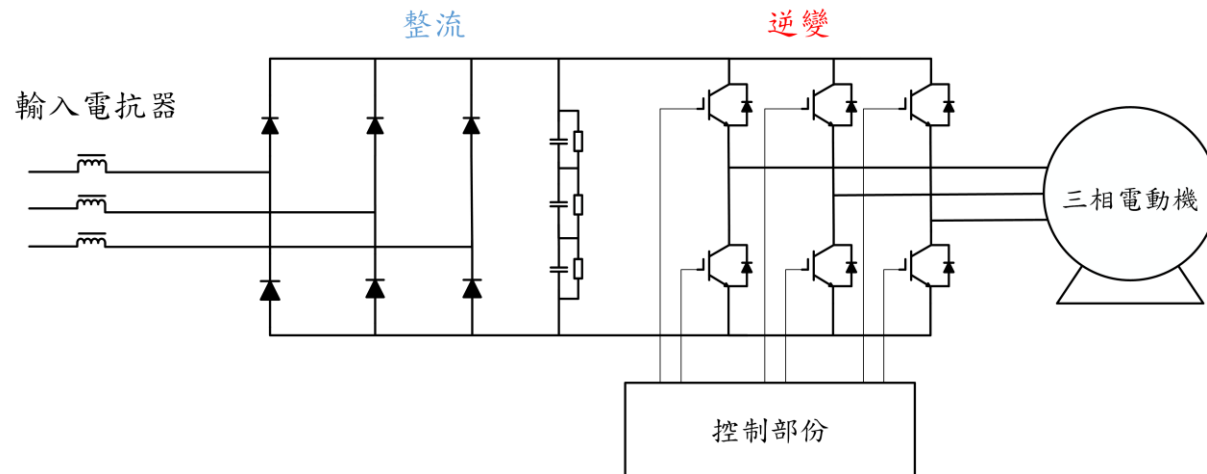 整流
逆變
輸入電抗器
三相電動機
控制部份